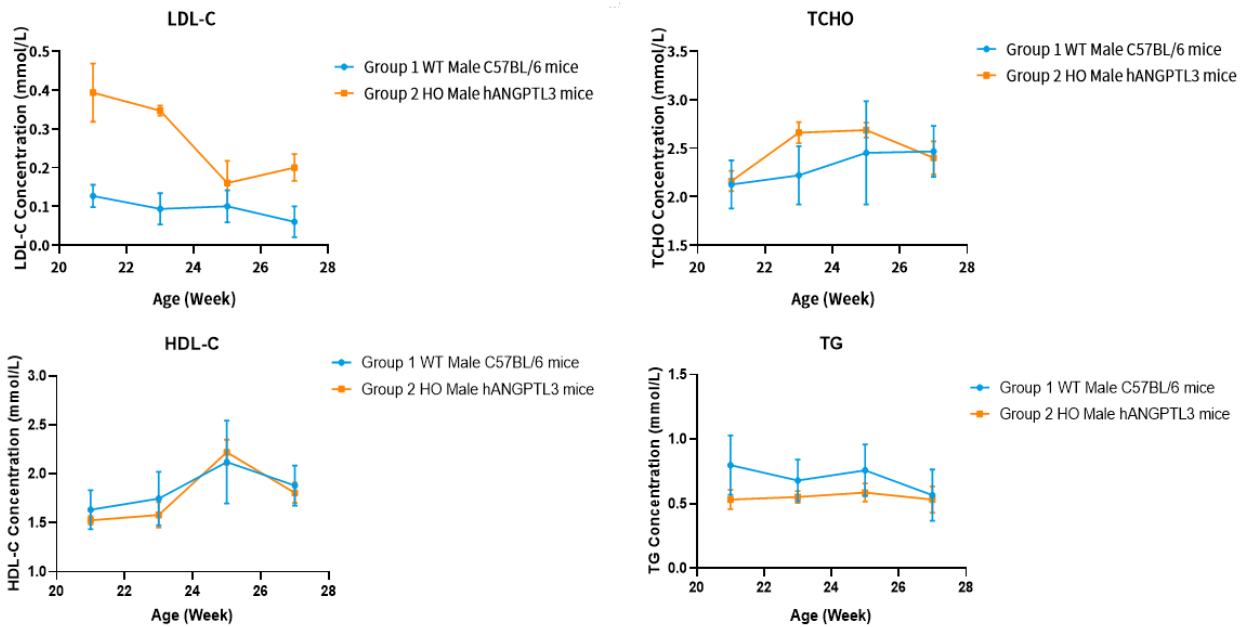 LDL-C
LDL-C Concentration (mmol/L)
0.5
0.4
0.3
0.2
0.1
0.0
20 22 24 26 28
Age (Week)
Group 1 WT Male C57BL/6 mice
Group 2 HO Male hANGPTL3 mice
TCHO
TCHO Concentration (mmol/L)
3.5
3.0
2.5
2.0
1.5
20 22 24 26 28
Age (Week)
Group 1 WT Male C57BL/6 mice
Group 2 HO Male hANGPTL3 mice
HDL-C
HDL-C Concentration (mmol/L)
3.0
2.5
2.0
1.5
1.0
20 22 24 26 28
Age (Week)
Group 1 WT Male C57BL/6 mice
Group 2 HO Male hANGPTL3 mice
TG
TG Concentration (mmol/L)
1.5
1.0
0.5
0.0
20 22 24 26 28
Age (Week)
Group 1 WT Male C57BL/6 mice
Group 2 HO Male hANGPTL3 mice